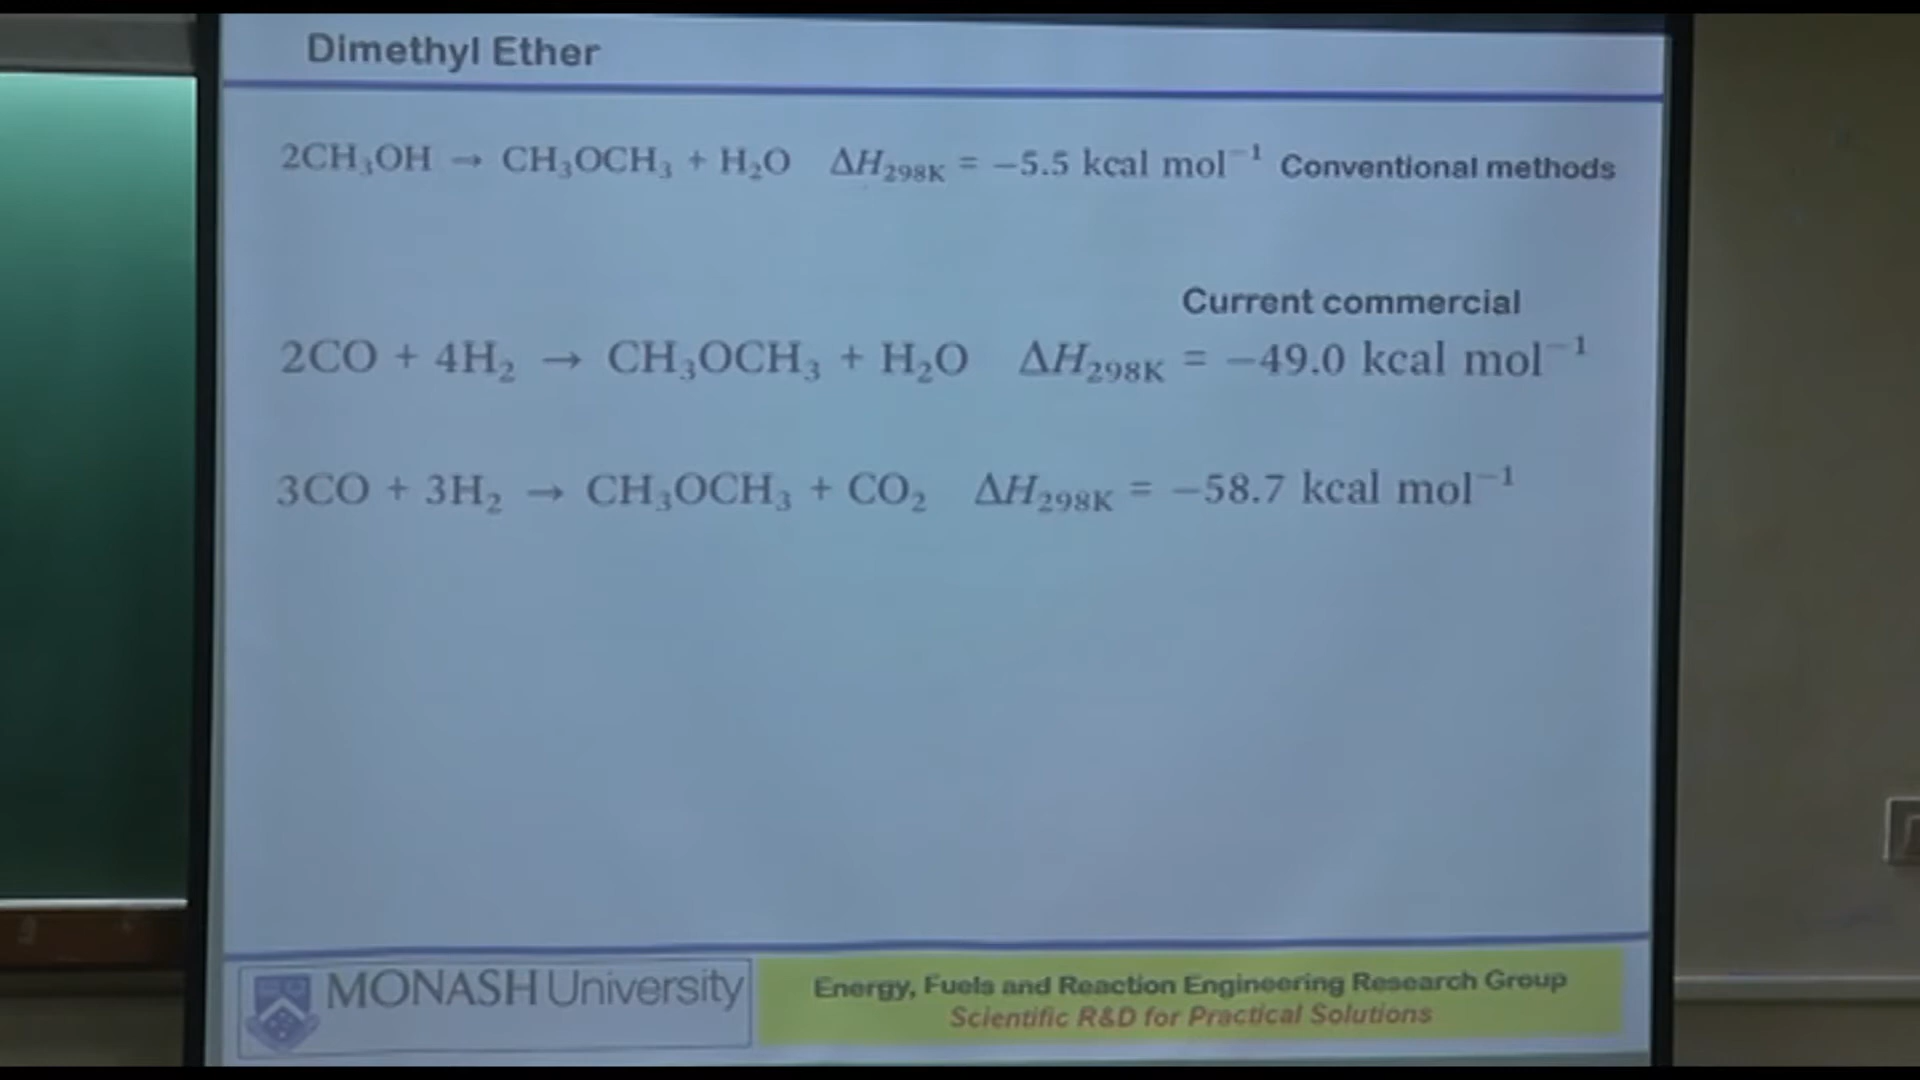 Dimethyl Ether
2CH₃OH → CH₃OCH₃ + H₂O ΔH₂₉₈K = −5.5 kcal mol⁻¹ Conventional methods
Current commercial
2CO + 4H₂ → CH₃OCH₃ + H₂O ΔH₂₉₈K = −49.0 kcal mol⁻¹
3CO + 3H₂ → CH₃OCH₃ + CO₂ ΔH₂₉₈K = −58.7 kcal mol⁻¹
MONASH University
Energy, Fuels and Reaction Engineering Research Group
Scientific R&D for Practical Solutions